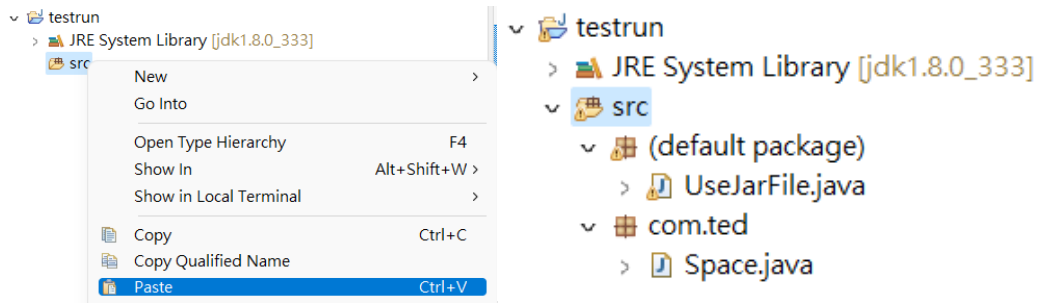 testrun
JRE System Library [jdk1.8.0_333]
src
New
Go Into
Open Type Hierarchy F4
Show In Alt+Shift+W
Show in Local Terminal
Copy Ctrl+C
Copy Qualified Name
Paste Ctrl+V
testrun
JRE System Library [jdk1.8.0_333]
src
(default package)
UseJarFile.java
com.ted
Space.java